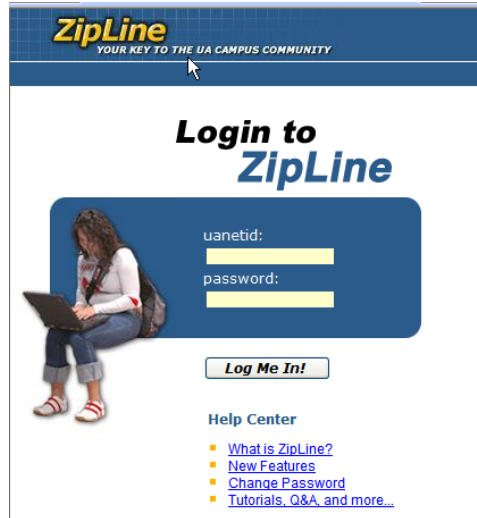 ZipLine
YOUR KEY TO THE UA CAMPUS COMMUNITY
Login to
ZipLine
uanetid:
password:
Log Me In!
Help Center
What is ZipLine?
New Features
Change Password
Tutorials, Q&A, and more...